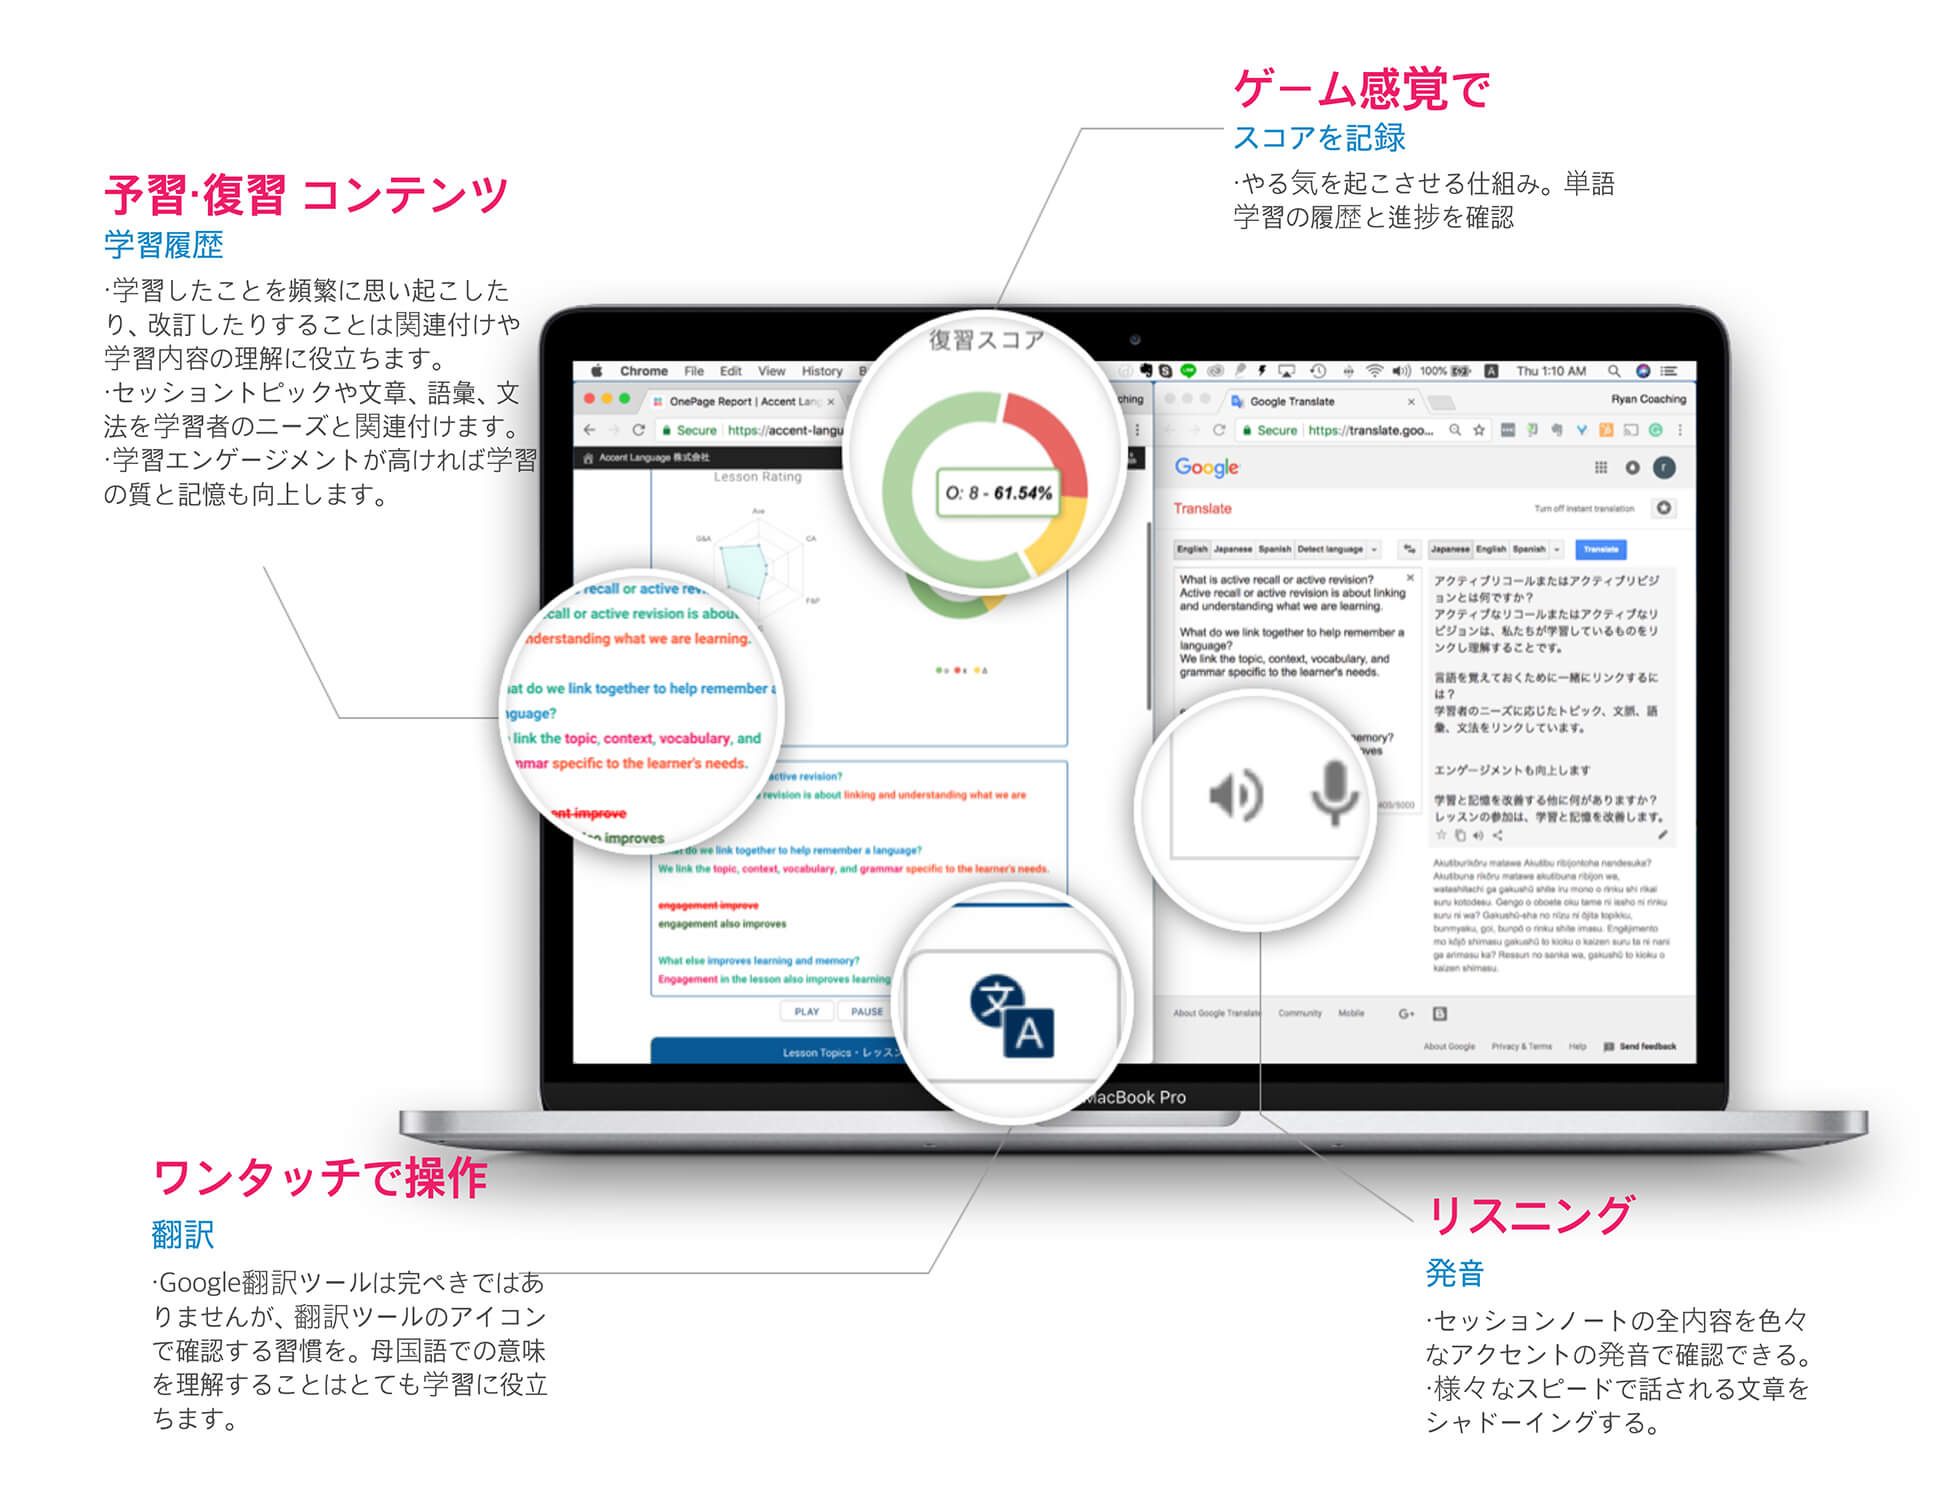 ゲーム感覚で
スコアを記録
·やる気を起こさせる仕組み。単語
学習の履歴と進捗を確認
予習·復習 コンテンツ
学習履歴
·学習したことを頻繁に思い起こした
り、改訂したりすることは関連付けや
学習内容の理解に役立ちます。
·セッショントピックや文章、語彙、文
法を学習者のニーズと関連付けます。
·学習エンゲージメントが高ければ学習
の質と記憶も向上します。
復習スコア
O: 8 - 61.54%
Chrome File Edit View History
100% Thu 1:10 AM
OnePage Report | Accent Lang
Secure https://accent-langu
Accent Language 株式会社
Lesson Rating
Ave
G&A
CA
F&P
recall or active
call or active revision is about
understanding what we are learning.
what do we link together to help remember a
language?
link the topic, context, vocabulary, and
grammar specific to the learner's needs.
improve
also improves
active revision?
revision is about linking and understanding what we are
do we link together to help remember a language?
We link the topic, context, vocabulary, and grammar specific to the learner's needs.
engagement improve
engagement also improves
What else improves learning and memory?
Engagement in the lesson also improves learning
PLAY PAUSE
Lesson Topics・レッス
文
A
Google Translate
Ryan Coaching
Secure https://translate.goo...
Google
r
Translate
Turn off instant translation
English Japanese Spanish Detect language
Japanese English Spanish
Translate
What is active recall or active revision?
Active recall or active revision is about linking
and understanding what we are learning.
What do we link together to help remember a
language?
We link the topic, context, vocabulary, and
grammar specific to the learner's needs.
memory?
405/5000
アクティブリコールまたはアクティブリビジ
ョンとは何ですか？
アクティブなリコールまたはアクティブなリ
ビジョンは、私たちが学習しているものをリ
ンクし理解することです。
言語を覚えておくために一緒にリンクするに
は？
学習者のニーズに応じたトピック、文脈、語
彙、文法をリンクしています。
エンゲージメントも向上します
学習と記憶を改善する他に何がありますか？
レッスンの参加は、学習と記憶を改善します。
Akutiburikōru matawa Akutibu ribijontoha nandesuka?
Akutibuna rikōru matawa akutibuna ribijon wa,
watashitachi ga gakushū shite iru mono o rinku shi rikai
suru kotodesu. Gengo o oboete oku tame ni issho ni rinku
suru ni wa? Gakushū-sha no nīzu ni ōjita topikku,
bunmyaku, goi, bunpō o rinku shite imasu. Engējimento
mo kōjō shimasu gakushū to kioku o kaizen suru ta ni nani
ga arimasu ka? Ressun no sanka wa, gakushū to kioku o
kaizen shimasu.
About Google Translate Community Mobile G+ B
About Google Privacy & Terms Help Send feedback
MacBook Pro
ワンタッチで操作
翻訳
·Google翻訳ツールは完ぺきではあ
りませんが、翻訳ツールのアイコン
で確認する習慣を。母国語での意味
を理解することはとても学習に役立
ちます。
リスニング
発音
·セッションノートの全内容を色々
なアクセントの発音で確認できる。
·様々なスピードで話される文章を
シャドーイングする。